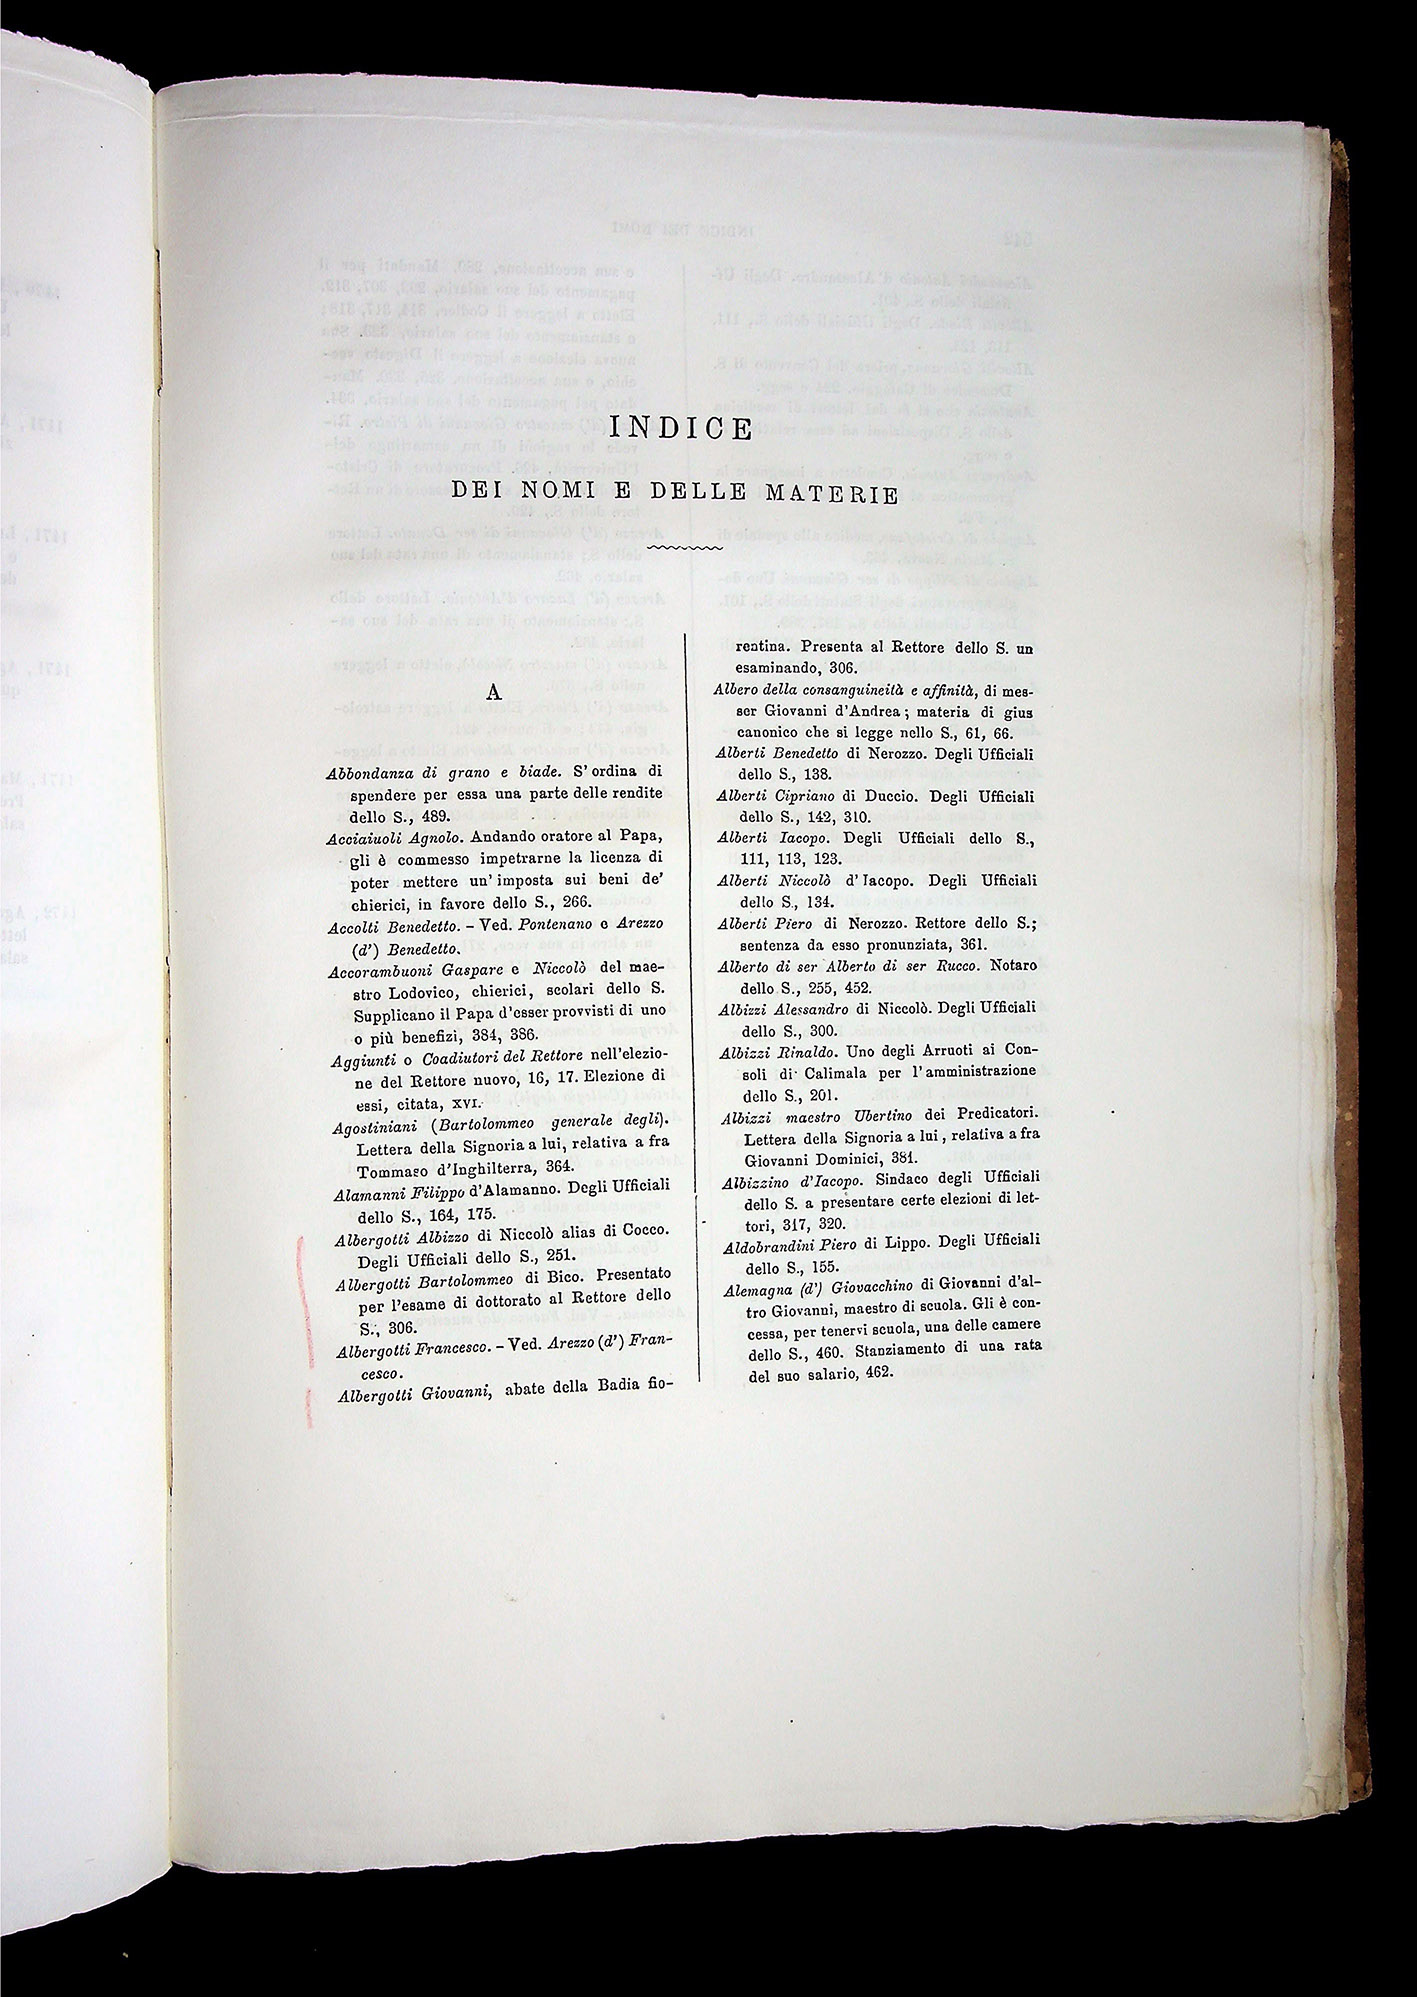 INDICE
DEI NOMI E DELLE MATERIE
A
Abbondanza di grano e biade. S'ordina di
spendere per essa una parte delle rendite
dello S., 489.
Acciaiuoli Agnolo. Andando oratore al Papa,
gli è commesso impetrarne la licenza di
poter mettere un'imposta sui beni de'
chierici, in favore dello S., 266.
Accolti Benedetto. – Ved. Pontenano o Arezzo
(d') Benedetto.
Accorambuoni Gaspare e Niccolò del mae-
stro Lodovico, chierici, scolari dello S.
Supplicano il Papa d'esser provvisti di uno
o più benefizi, 384, 386.
Aggiunti o Coadiutori del Rettore nell'elezio-
ne del Rettore nuovo, 16, 17. Elezione di
essi, citata, XVI.
Agostiniani (Bartolommeo generale degli).
Lettera della Signoria a lui, relativa a fra
Tommaso d'Inghilterra, 364.
Alamanni Filippo d'Alamanno. Degli Ufficiali
dello S., 164, 175.
Albergotti Albizzo di Niccolò alias di Cocco.
Degli Ufficiali dello S., 251.
Albergotti Bartolommeo di Bico. Presentato
per l'esame di dottorato al Rettore dello
S., 306.
Albergotti Francesco. – Ved. Arezzo (d') Fran-
cesco.
Albergotti Giovanni, abate della Badia fio-
rentina. Presenta al Rettore dello S. un
esaminando, 306.
Albero della consanguineità e affinità, di mes-
ser Giovanni d'Andrea; materia di gius
canonico che si legge nello S., 61, 66.
Alberti Benedetto di Nerozzo. Degli Ufficiali
dello S., 138.
Alberti Cipriano di Duccio. Degli Ufficiali
dello S., 142, 310.
Alberti Iacopo. Degli Ufficiali dello S.,
111, 113, 123.
Alberti Niccolò d'Iacopo. Degli Ufficiali
dello S., 134.
Alberti Piero di Nerozzo. Rettore dello S.;
sentenza da esso pronunziata, 361.
Alberto di ser Alberto di ser Rucco. Notaro
dello S., 255, 452.
Albizzi Alessandro di Niccolò. Degli Ufficiali
dello S., 300.
Albizzi Rinaldo. Uno degli Arruoti ai Con-
soli di Calimala per l'amministrazione
dello S., 201.
Albizzi maestro Ubertino dei Predicatori.
Lettera della Signoria a lui, relativa a fra
Giovanni Dominici, 381.
Albizzino d'Iacopo. Sindaco degli Ufficiali
dello S. a presentare certe elezioni di let-
tori, 317, 320.
Aldobrandini Piero di Lippo. Degli Ufficiali
dello S., 155.
Alemagna (d') Giovacchino di Giovanni d'al-
tro Giovanni, maestro di scuola. Gli è con-
cessa, per tenervi scuola, una delle camere
dello S., 460. Stanziamento di una rata
del suo salario, 462.